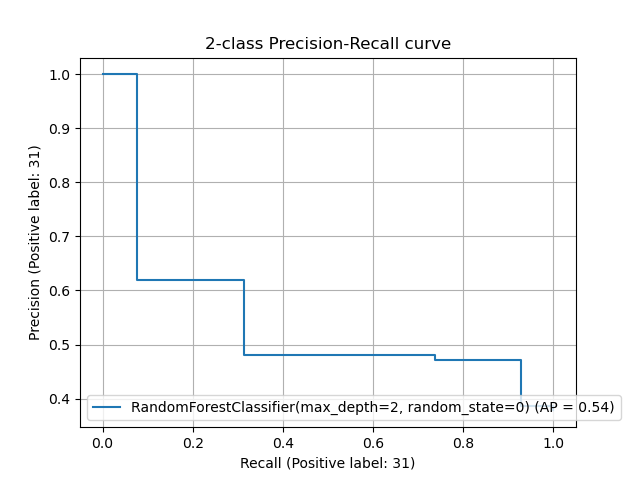 2-class Precision-Recall curve
1.0
0.9
0.8
0.7
0.6
0.5
0.4
Precision (Positive label: 31)
RandomForestClassifier(max_depth=2, random_state=0) (AP = 0.54)
0.0 0.2 0.4 0.6 0.8 1.0
Recall (Positive label: 31)